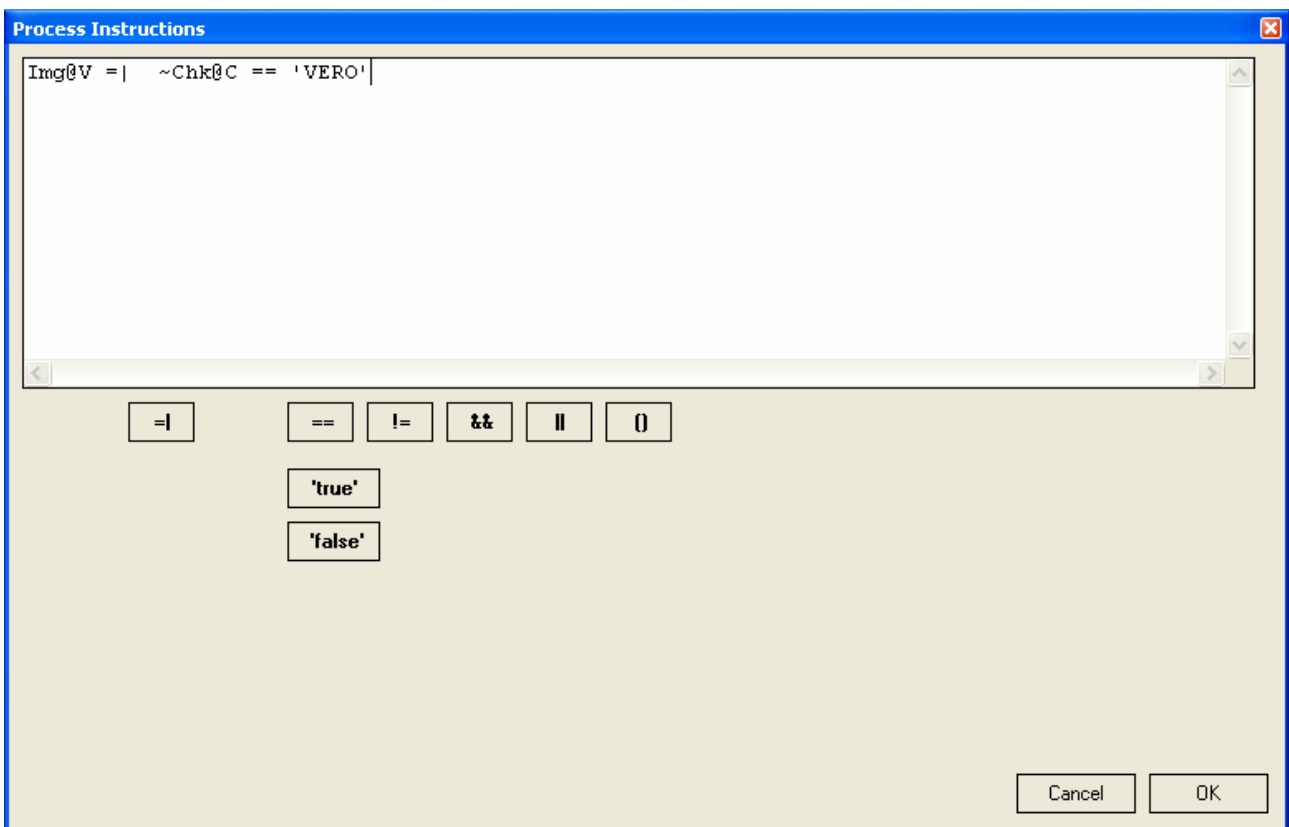 Process Instructions
Img@V =|  ~Chk@C == 'VERO'
=| == != && || ()
'true'
'false'
Cancel OK